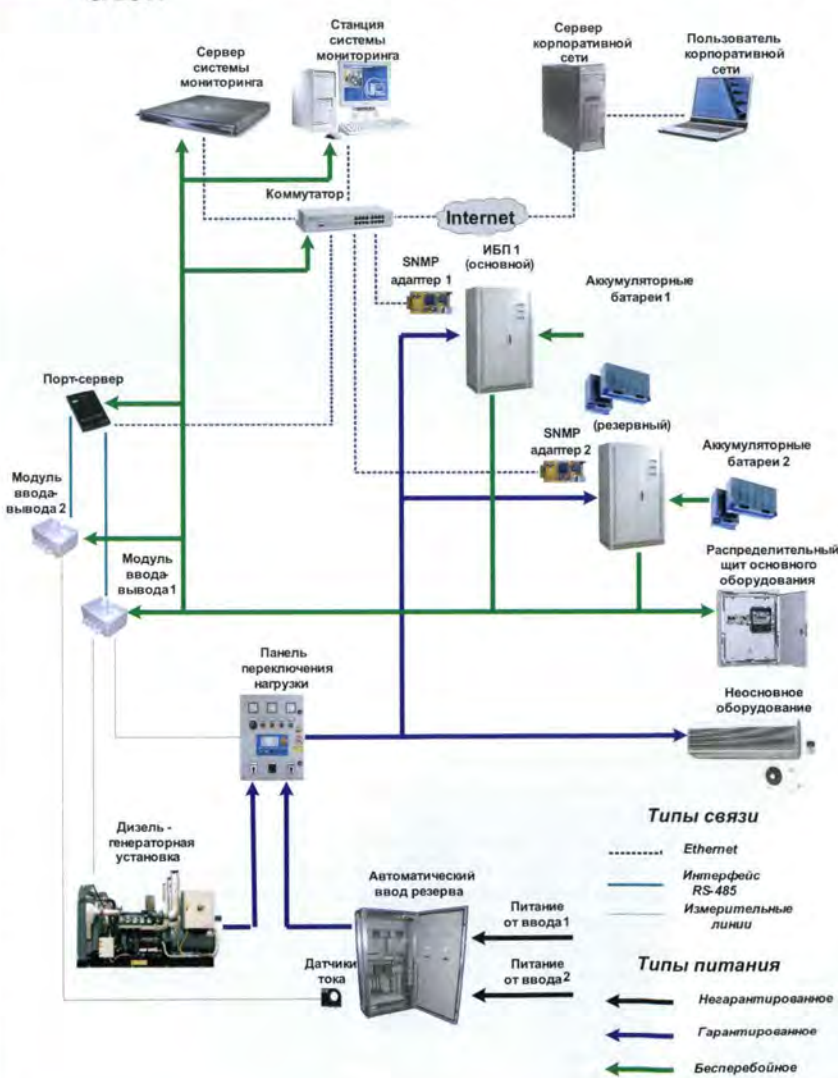 Сервер
системы
мониторинга
Станция
системы
мониторинга
Сервер
корпоративной
сети
Пользователь
корпоративной
сети
Коммутатор
Internet
SNMP
адаптер 1
ИБП 1
(основной)
Аккумуляторные
батареи 1
Порт-сервер
(резервный)
SNMP
адаптер 2
Аккумуляторные
батареи 2
Модуль
ввода-
вывода 2
Модуль
ввода-
вывода 1
Распределительный
щит основного
оборудования
Панель
переключения
нагрузки
Неосновное
оборудование
Дизель -
генераторная
установка
Автоматический
ввод резерва
Питание
от ввода 1
Питание
от ввода 2
Датчики
тока
Типы связи
Ethernet
Интерфейс
RS-485
Измерительные
линии
Типы питания
Негарантированное
Гарантированное
Бесперебойное